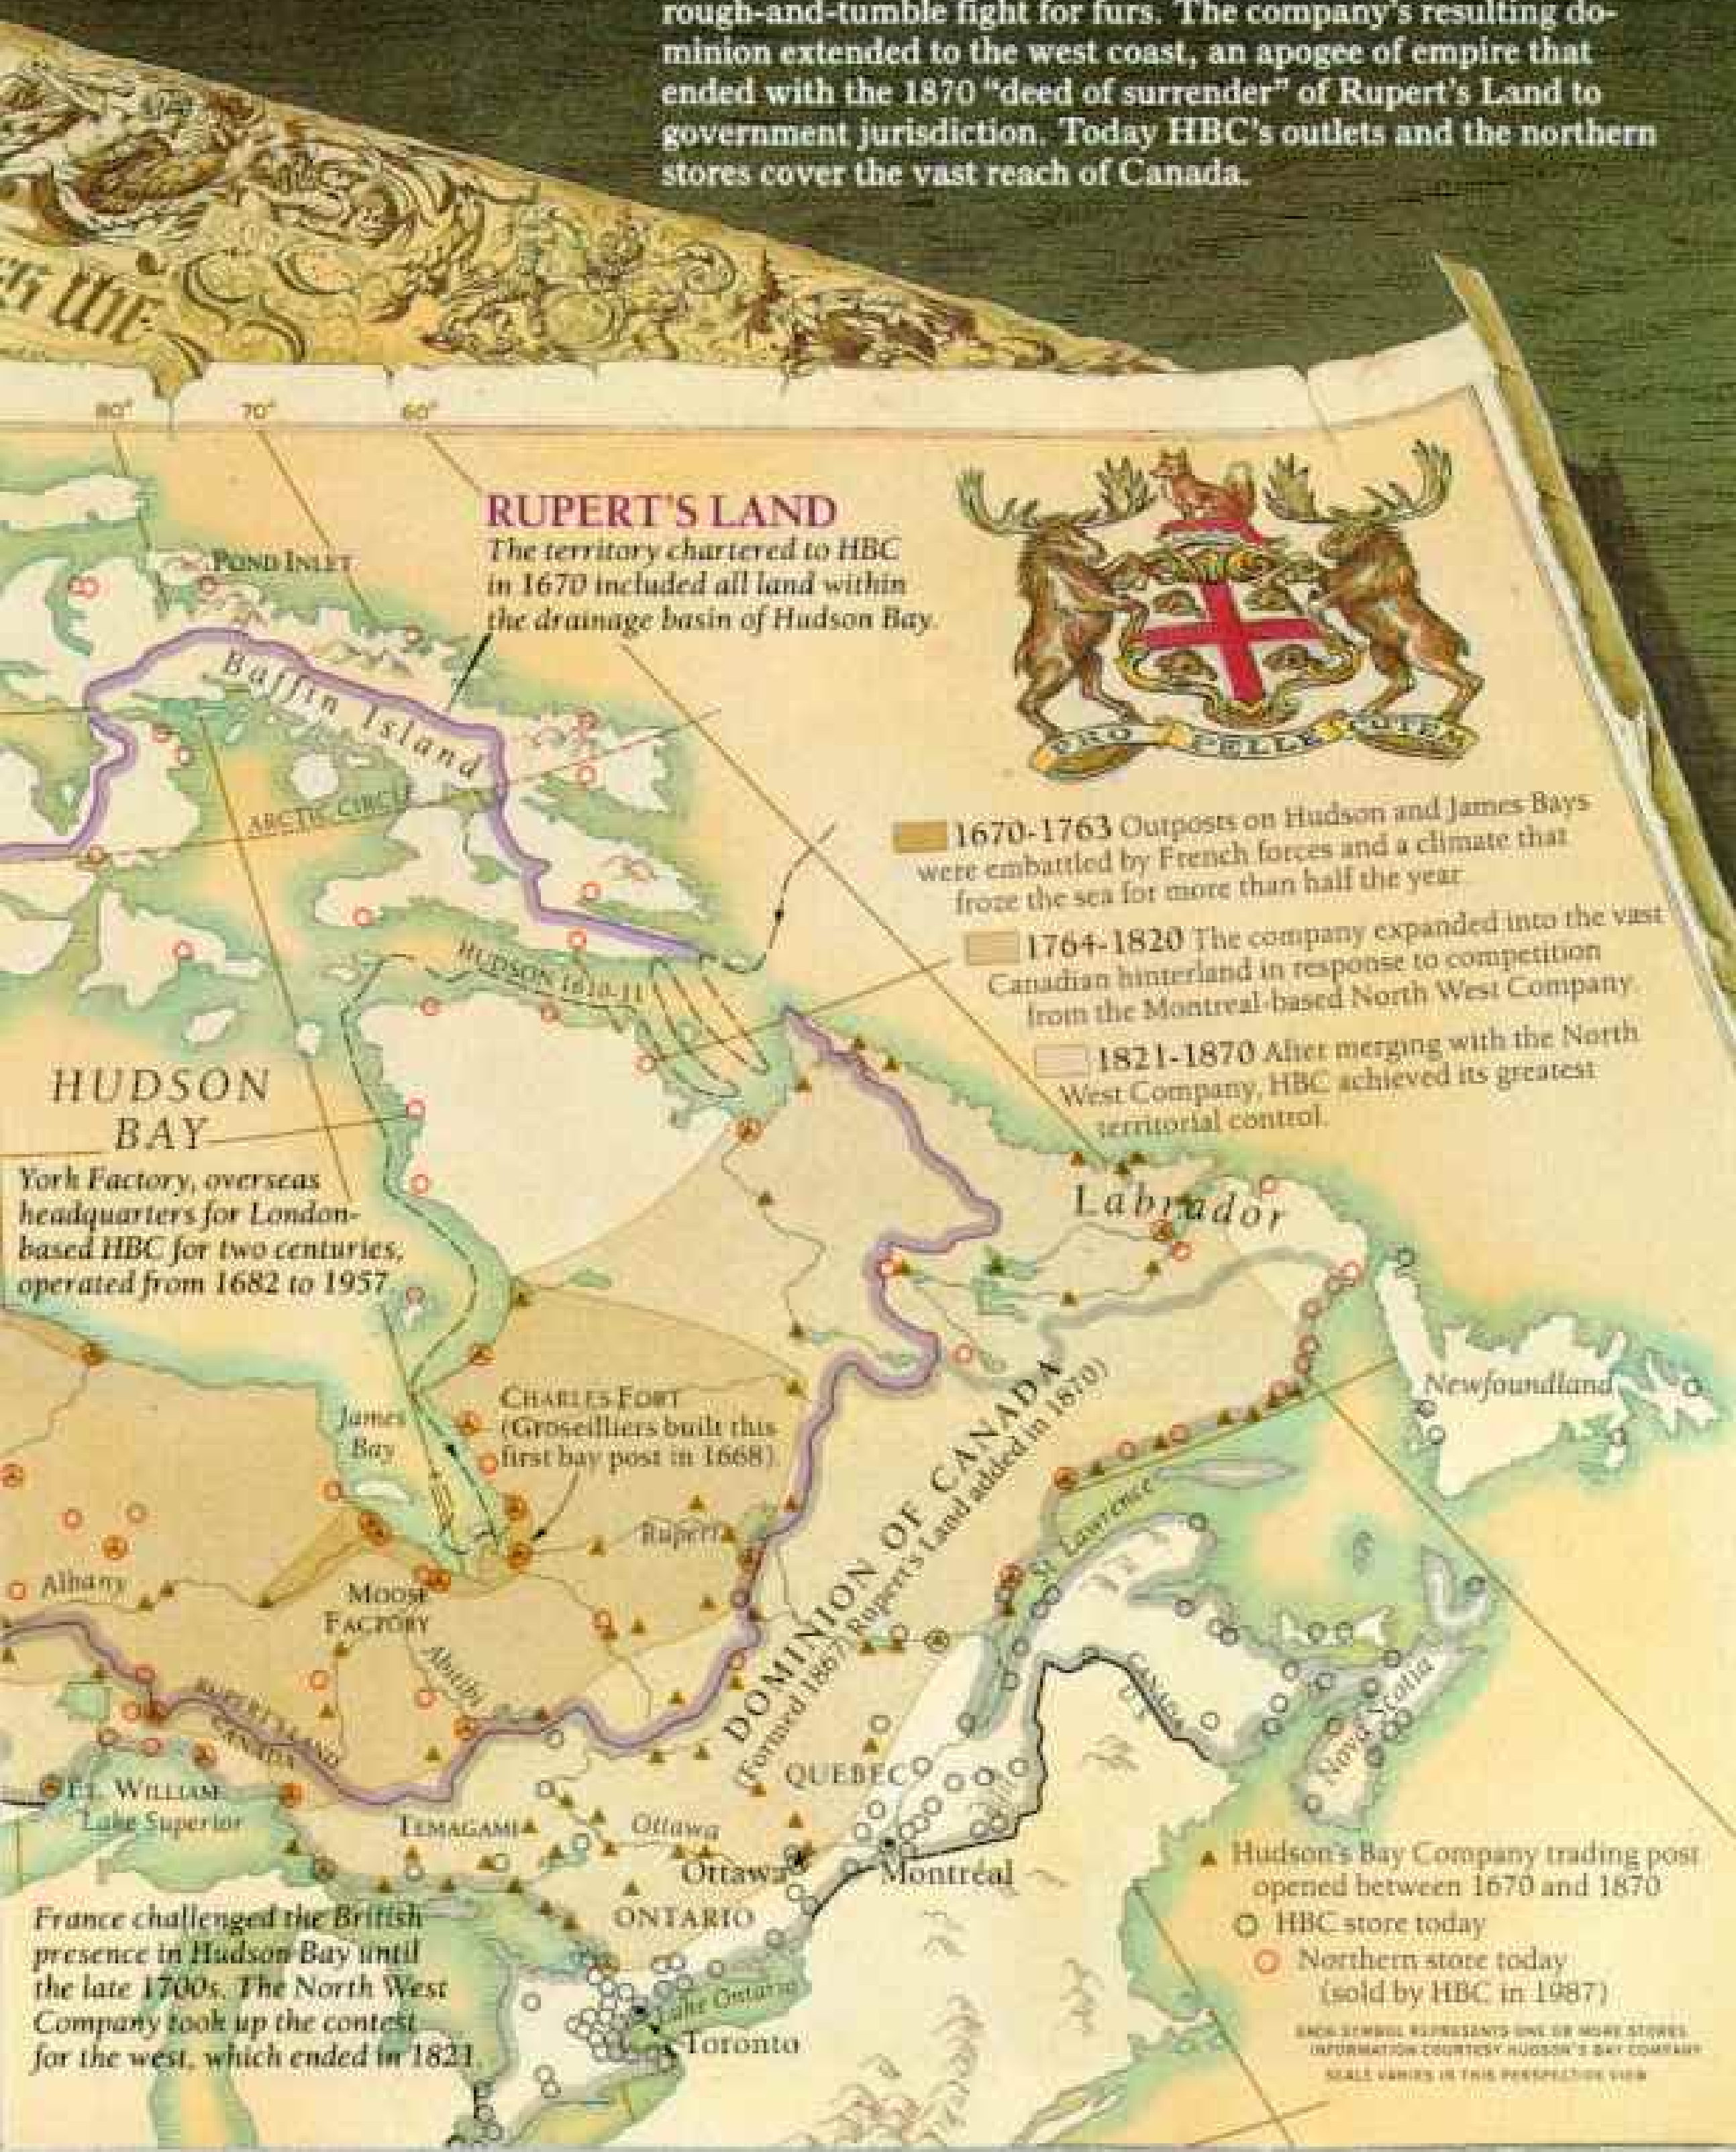 rough-and-tumble fight for furs. The company's resulting do-
minion extended to the west coast, an apogee of empire that
ended with the 1870 "deed of surrender" of Rupert's Land to
government jurisdiction. Today HBC's outlets and the northern
stores cover the vast reach of Canada.
80°
70°
60°
RUPERT'S LAND
The territory chartered to HBC
in 1670 included all land within
the drainage basin of Hudson Bay.
POND INLET
Baffin Island
ARCTIC CIRCLE
PRO PELLE CUTEM
1670-1763 Outposts on Hudson and James Bays
were embattled by French forces and a climate that
froze the sea for more than half the year.
1764-1820 The company expanded into the vast
Canadian hinterland in response to competition
from the Montreal-based North West Company.
1821-1870 After merging with the North
West Company, HBC achieved its greatest
territorial control.
HUDSON 1610-11
HUDSON
BAY
York Factory, overseas
headquarters for London-
based HBC for two centuries,
operated from 1682 to 1957.
Labrador
Newfoundland
CHARLES FORT
(Groseilliers built this
first bay post in 1668).
James
Bay
Rupert
Albany
MOOSE
FACTORY
Abitibi
DOMINION OF CANADA
(Formed 1867; Rupert's Land added in 1870)
St. Lawrence
RUPERT'S LAND
CANADA
CANADA
U.S.
Nova Scotia
QUEBEC
FT. WILLIAM
Lake Superior
TEMAGAMI
Ottawa
Ottawa
Montréal
ONTARIO
Lake Ontario
Toronto
France challenged the British
presence in Hudson Bay until
the late 1700s. The North West
Company took up the contest
for the west, which ended in 1821.
Hudson's Bay Company trading post
opened between 1670 and 1870
HBC store today
Northern store today
(sold by HBC in 1987)
EACH SYMBOL REPRESENTS ONE OR MORE STORES
INFORMATION COURTESY HUDSON'S BAY COMPANY
SCALE VARIES IN THIS PERSPECTIVE VIEW